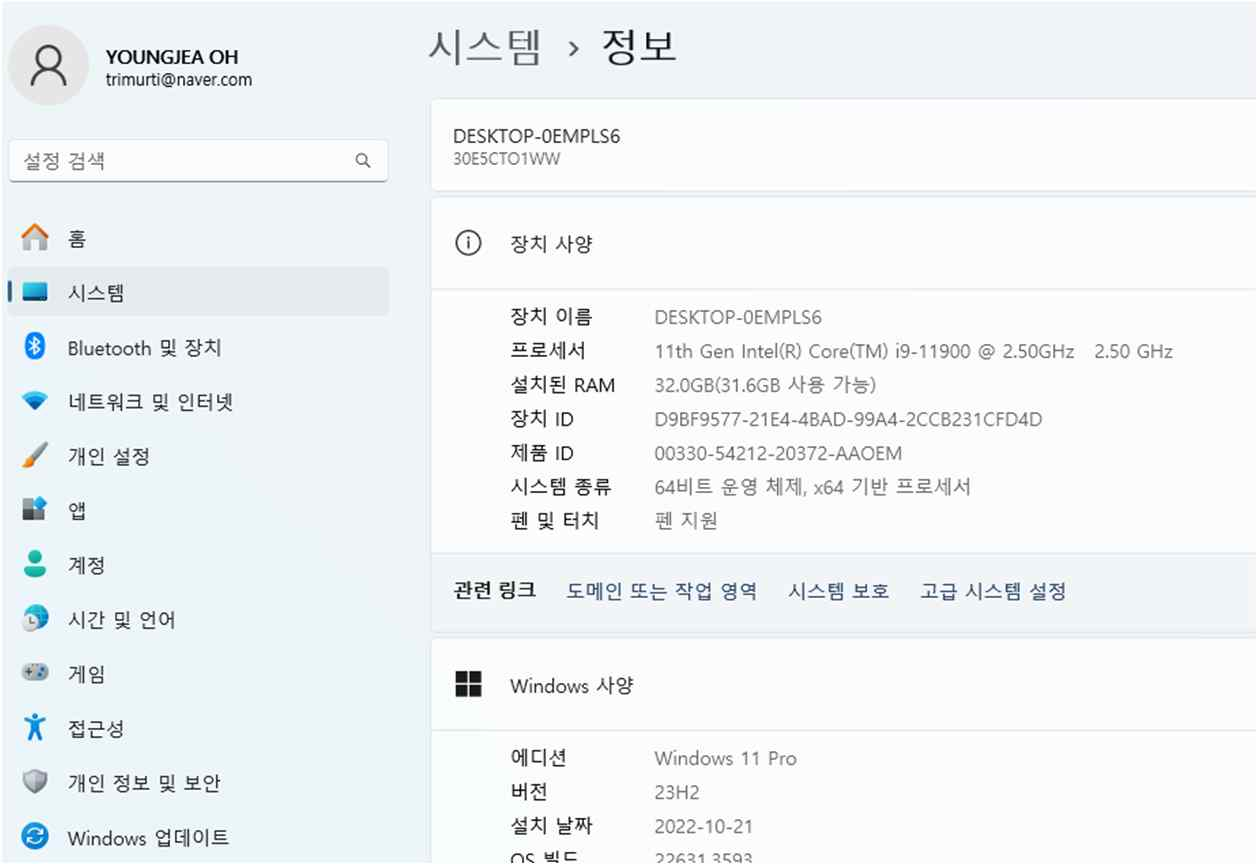 YOUNGJEA OH
trimurti@naver.com
설정 검색
홈
시스템
Bluetooth 및 장치
네트워크 및 인터넷
개인 설정
앱
계정
시간 및 언어
게임
접근성
개인 정보 및 보안
Windows 업데이트
시스템 › 정보
DESKTOP-0EMPLS6
30E5CTO1WW
장치 사양
장치 이름 DESKTOP-0EMPLS6
프로세서 11th Gen Intel(R) Core(TM) i9-11900 @ 2.50GHz 2.50 GHz
설치된 RAM 32.0GB(31.6GB 사용 가능)
장치 ID D9BF9577-21E4-4BAD-99A4-2CCB231CFD4D
제품 ID 00330-54212-20372-AAOEM
시스템 종류 64비트 운영 체제, x64 기반 프로세서
펜 및 터치 펜 지원
관련 링크 도메인 또는 작업 영역 시스템 보호 고급 시스템 설정
Windows 사양
에디션 Windows 11 Pro
버전 23H2
설치 날짜 2022-10-21
OS 빌드 22631.3593